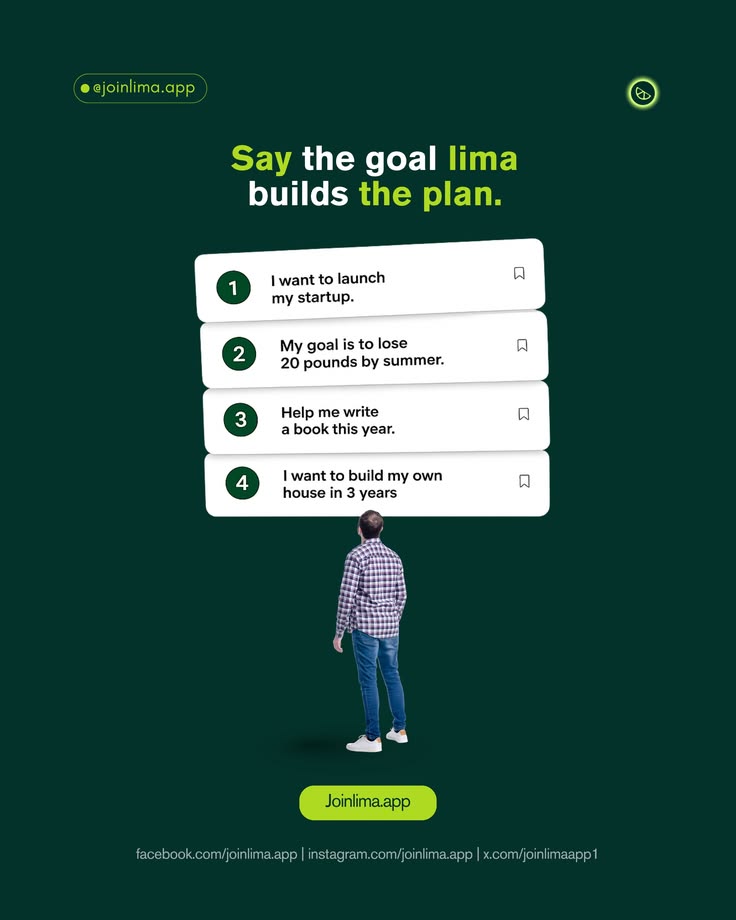 @joinlima.app
Say the goal lima
builds the plan.
1
I want to launch
my startup.
2
My goal is to lose
20 pounds by summer.
3
Help me write
a book this year.
4
I want to build my own
house in 3 years
Joinlima.app
facebook.com/joinlima.app | instagram.com/joinlima.app | x.com/joinlimaapp1